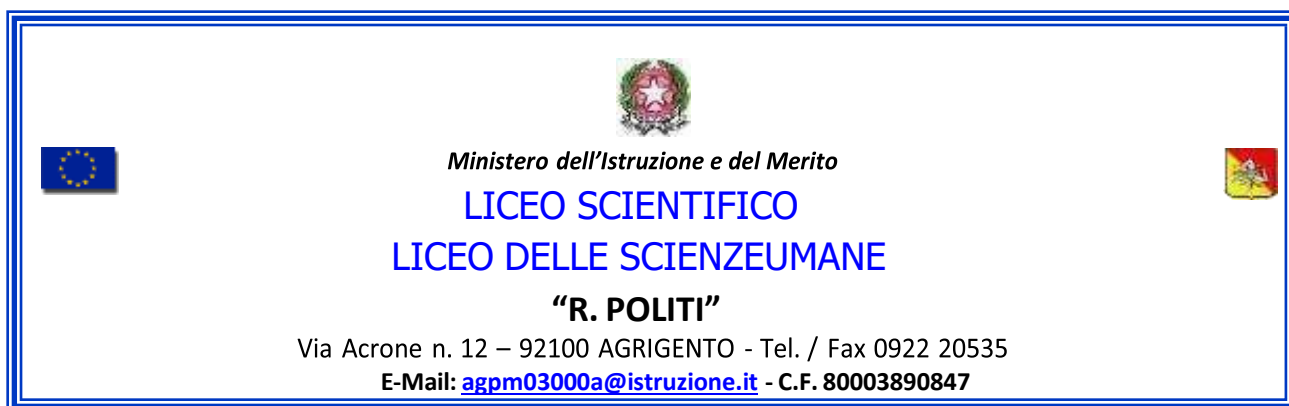 Ministero dell’Istruzione e del Merito
LICEO SCIENTIFICO
LICEO DELLE SCIENZEUMANE
“R. POLITI”
Via Acrone n. 12 – 92100 AGRIGENTO - Tel. / Fax 0922 20535
E-Mail: agpm03000a@istruzione.it - C.F. 80003890847